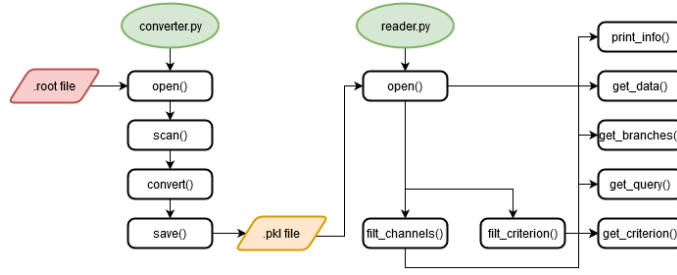 converter.py
reader.py
print_info()
.root file
open()
open()
get_data()
scan()
get_branches()
convert()
get_query()
save()
.pkl file
filt_channels()
filt_criterion()
get_criterion()